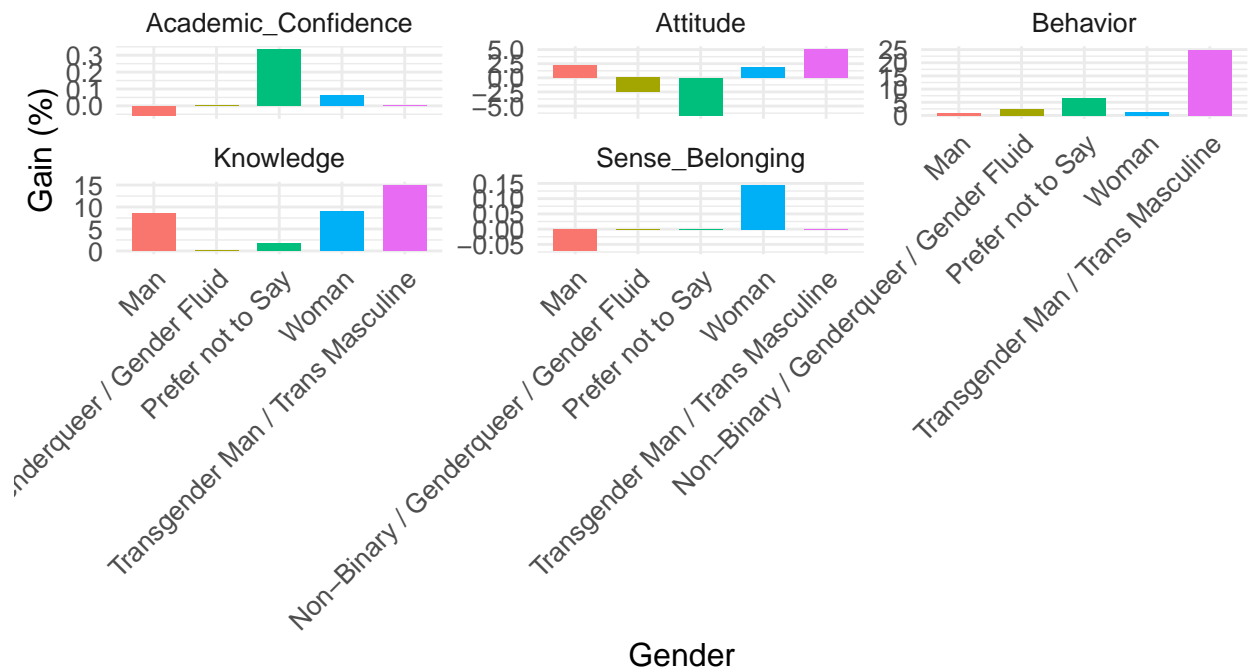 Academic_Confidence
Attitude
Behavior
0.3
0.2
0.1
0.0
5.0
2.5
0.0
−2.5
−5.0
25
20
15
10
5
0
Gain (%)
Knowledge
Sense_Belonging
15
10
5
0
0.15
0.10
0.05
0.00
−0.05
Man
enderqueer / Gender Fluid
Prefer not to Say
Woman
Transgender Man / Trans Masculine
Man
Non−Binary / Genderqueer / Gender Fluid
Prefer not to Say
Woman
Transgender Man / Trans Masculine
Man
Non−Binary / Genderqueer / Gender Fluid
Prefer not to Say
Woman
Transgender Man / Trans Masculine
Gender